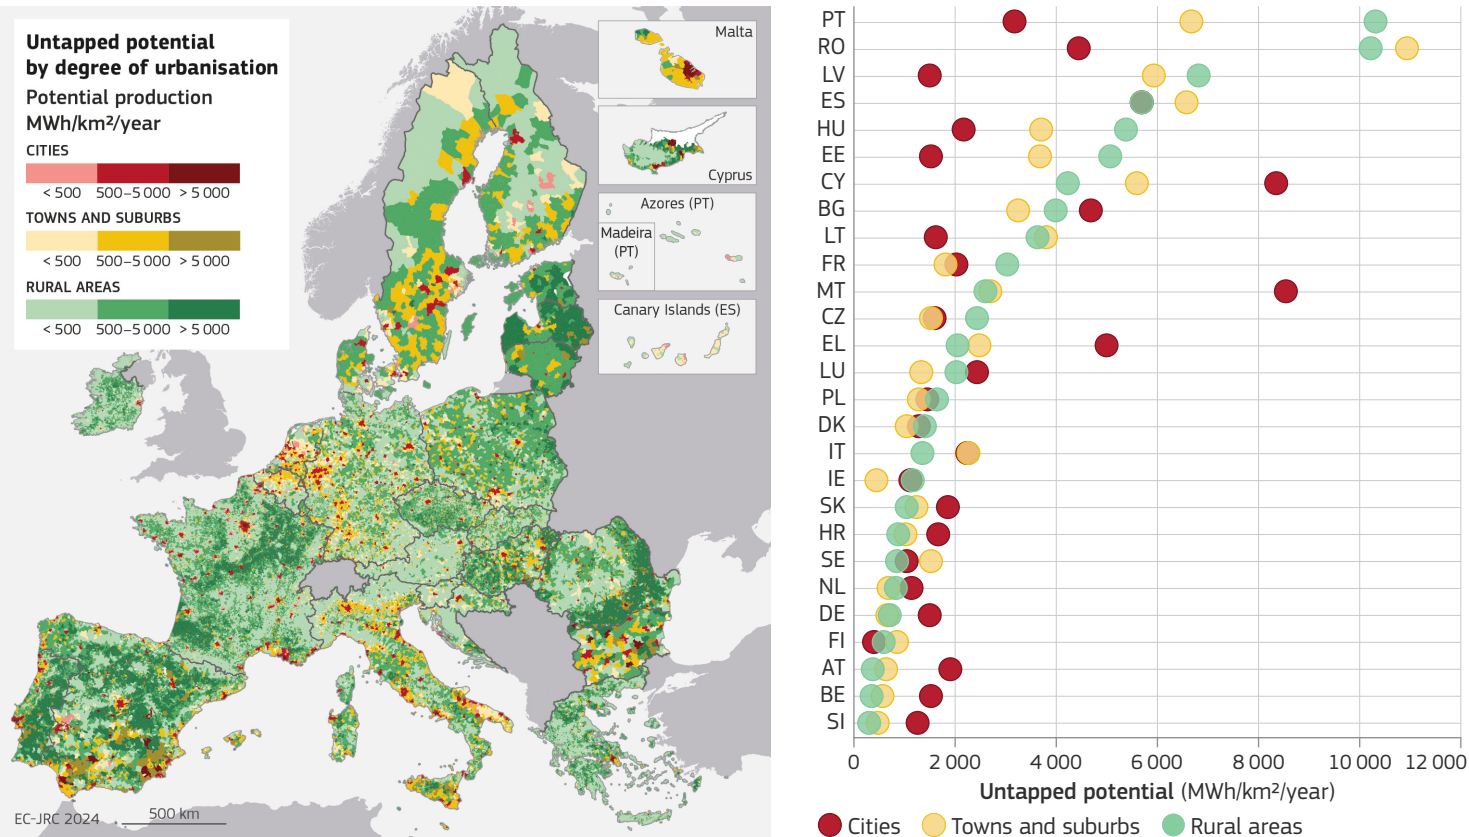 Untapped potential
by degree of urbanisation
Potential production
MWh/km²/year
CITIES
< 500 500–5 000 > 5 000
TOWNS AND SUBURBS
< 500 500–5 000 > 5 000
RURAL AREAS
< 500 500–5 000 > 5 000
Malta
Cyprus
Azores (PT)
Madeira
(PT)
Canary Islands (ES)
EC-JRC 2024
500 km
PT
RO
LV
ES
HU
EE
CY
BG
LT
FR
MT
CZ
EL
LU
PL
DK
IT
IE
SK
HR
SE
NL
DE
FI
AT
BE
SI
0 2 000 4 000 6 000 8 000 10 000 12 000
Untapped potential (MWh/km²/year)
Cities Towns and suburbs Rural areas